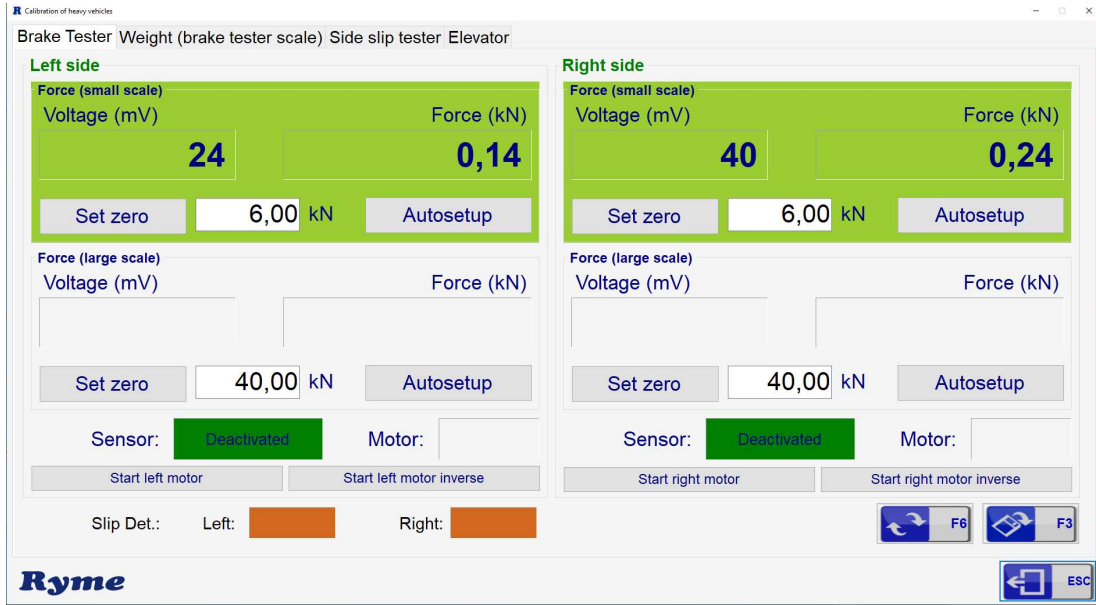 R Calibration of heavy vehicles
Brake Tester Weight (brake tester scale) Side slip tester Elevator
Left side
Force (small scale)
Voltage (mV) Force (kN)
24 0,14
Set zero 6,00 kN Autosetup
Force (large scale)
Voltage (mV) Force (kN)
Set zero 40,00 kN Autosetup
Sensor: Deactivated Motor:
Start left motor Start left motor inverse
Right side
Force (small scale)
Voltage (mV) Force (kN)
40 0,24
Set zero 6,00 kN Autosetup
Force (large scale)
Voltage (mV) Force (kN)
Set zero 40,00 kN Autosetup
Sensor: Deactivated Motor:
Start right motor Start right motor inverse
Slip Det.: Left: Right:
F6 F3
Ryme
ESC